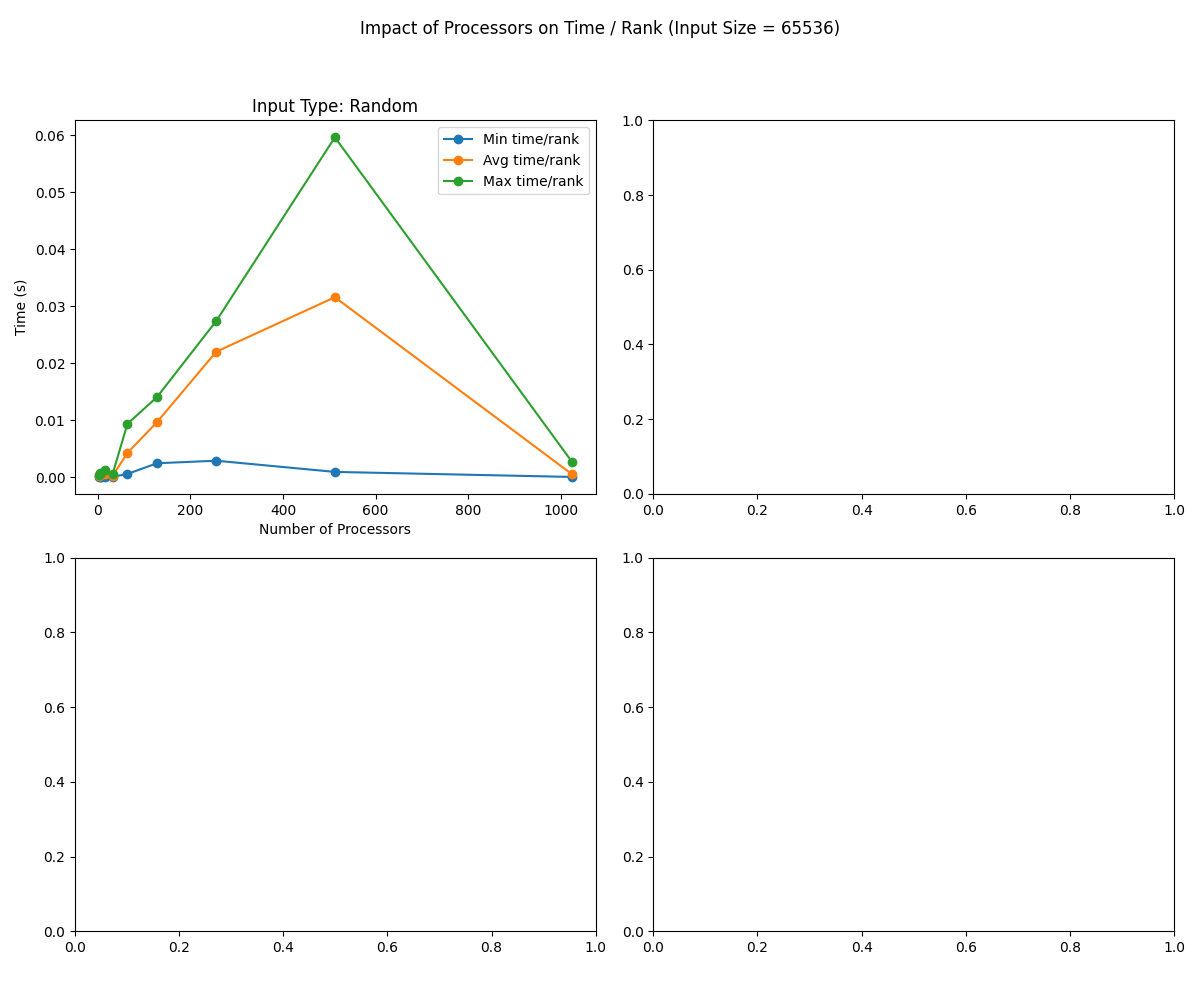 Impact of Processors on Time / Rank (Input Size = 65536)
Input Type: Random
Min time/rank
Avg time/rank
Max time/rank
Time (s)
0.06
0.05
0.04
0.03
0.02
0.01
0.00
0 200 400 600 800 1000
Number of Processors
1.0
0.8
0.6
0.4
0.2
0.0
0.0 0.2 0.4 0.6 0.8 1.0
1.0
0.8
0.6
0.4
0.2
0.0
0.0 0.2 0.4 0.6 0.8 1.0
1.0
0.8
0.6
0.4
0.2
0.0
0.0 0.2 0.4 0.6 0.8 1.0